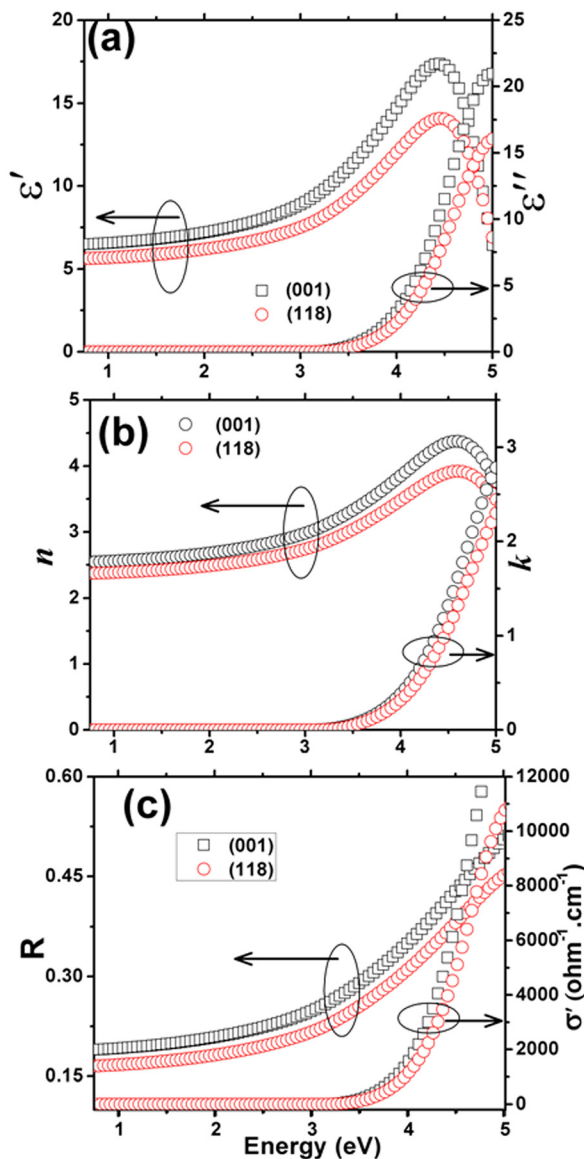 (a)
20
15
10
5
0
ε′
25
20
15
10
5
0
ε′′
(001)
(118)
1 2 3 4 5
(b)
5
4
3
2
1
0
n
3
2
1
0
k
(001)
(118)
1 2 3 4 5
(c)
0.60
0.45
0.30
0.15
R
12000
10000
8000
6000
4000
2000
0
σ′ (ohm⁻¹.cm⁻¹)
(001)
(118)
1 2 3 4 5
Energy (eV)